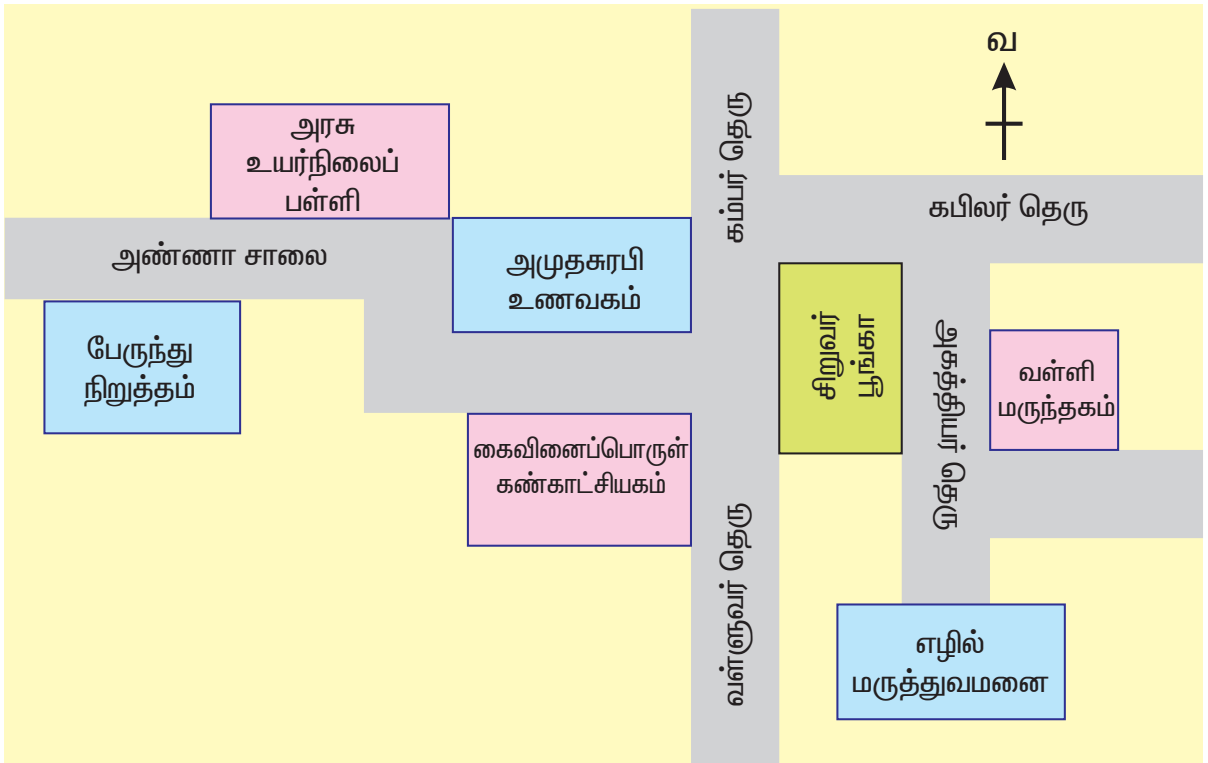 வ
அரசு
உயர்நிலைப்
பள்ளி
கம்பர் தெரு
கபிலர் தெரு
அண்ணா சாலை
அமுதசுரபி
உணவகம்
பேருந்து
நிறுத்தம்
சிறுவர்
பூங்கா
வள்ளி
மருந்தகம்
கைவினைப்பொருள்
கண்காட்சியகம்
வள்ளுவர் தெரு
எழில்
மருத்துவமனை